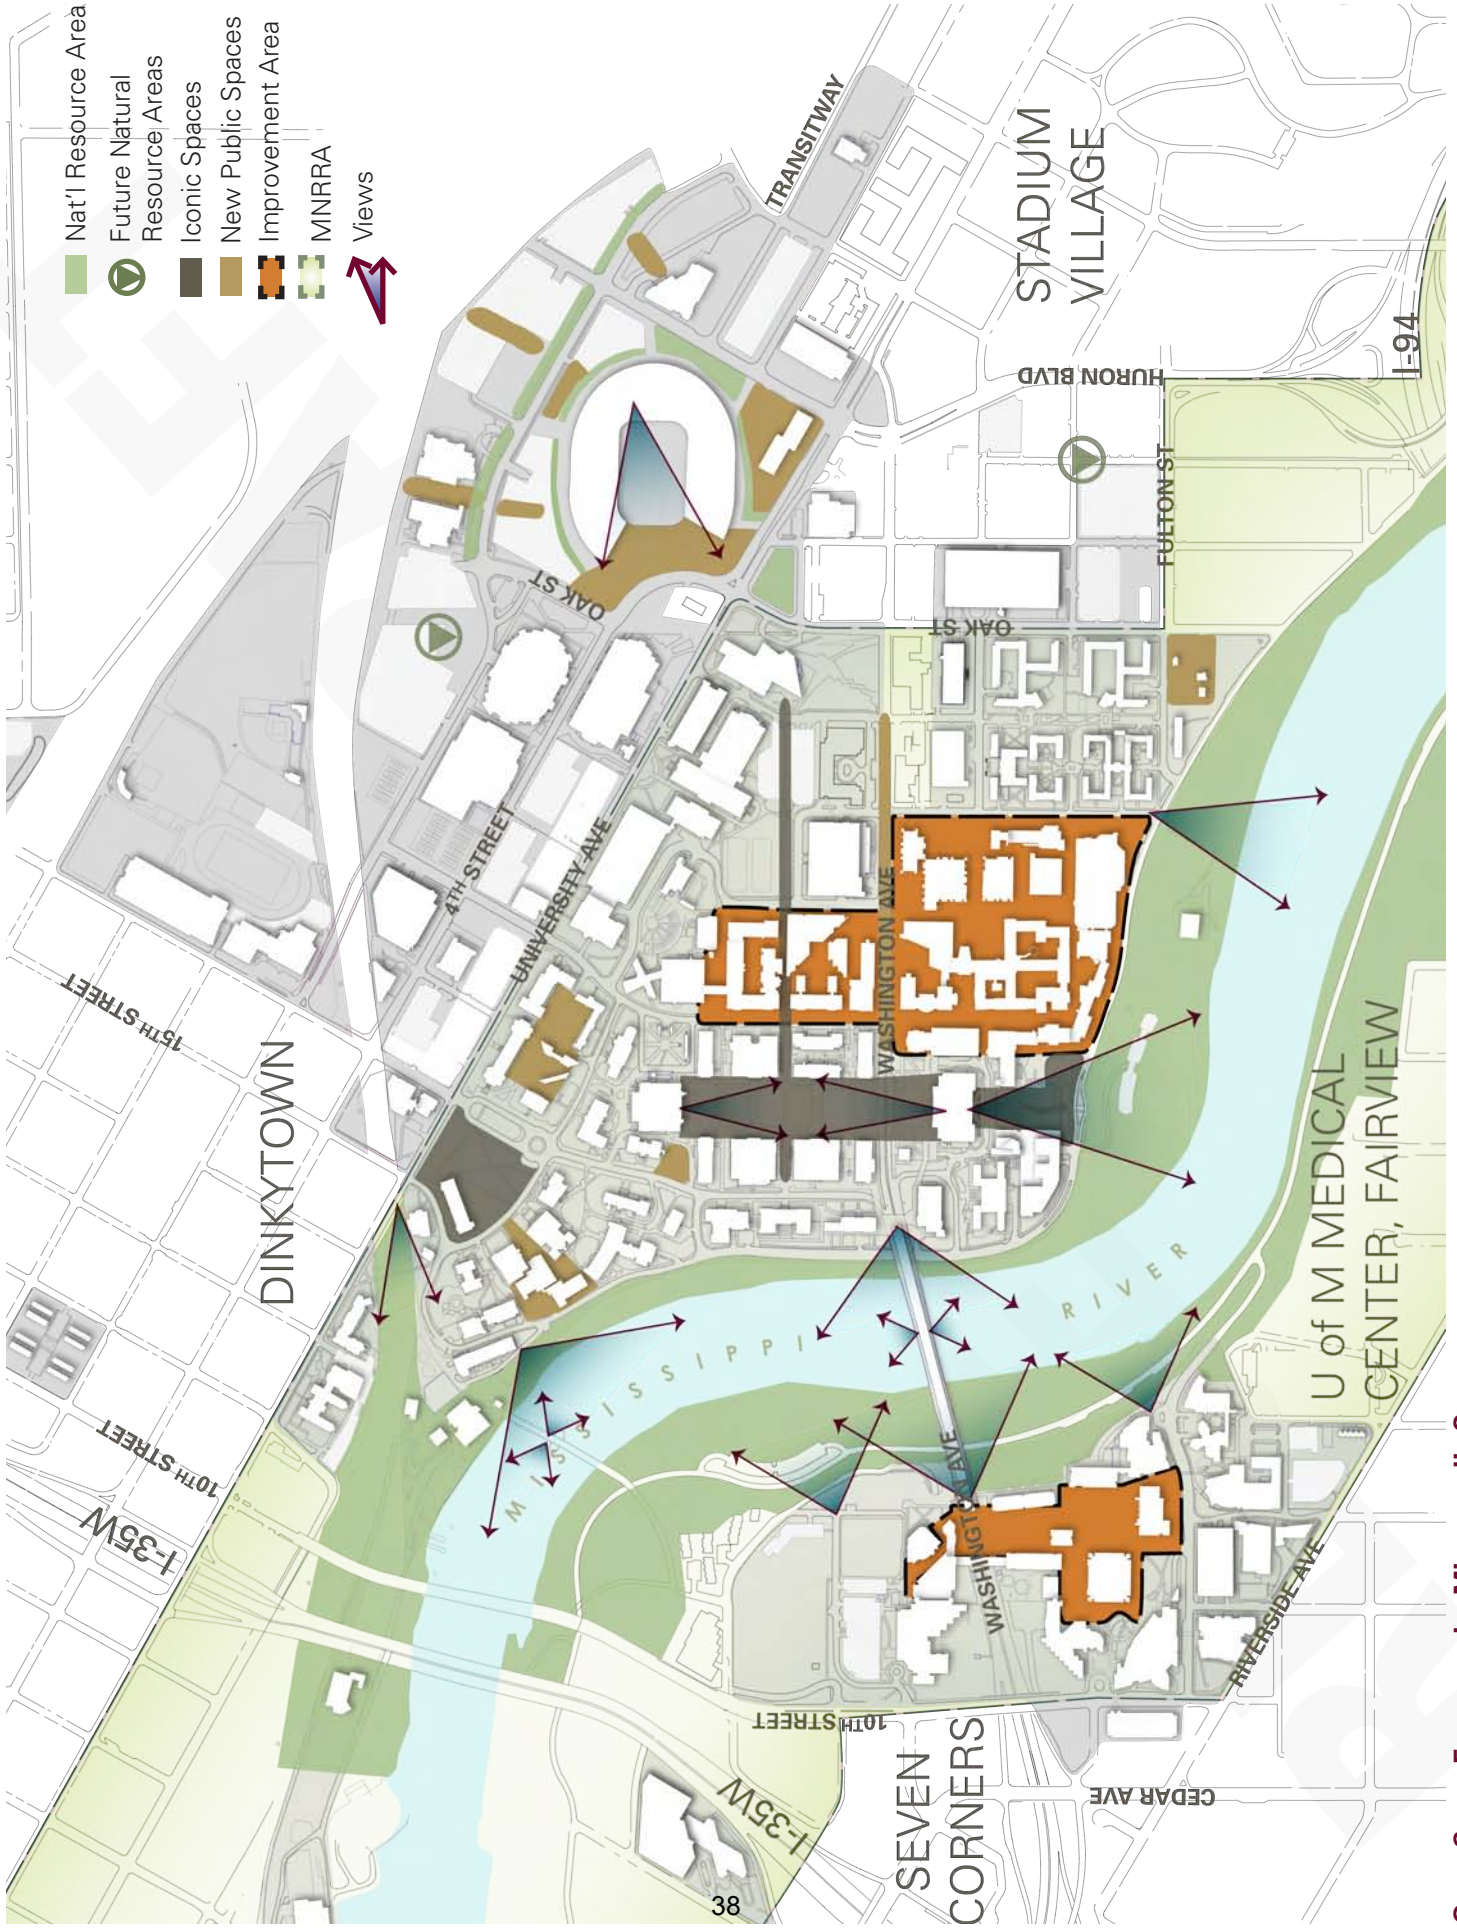 Nat'l Resource Area
Future Natural
Resource Areas
Iconic Spaces
New Public Spaces
Improvement Area
MNRRA
Views
TRANSITWAY
STADIUM
VILLAGE
I-94
HURON BLVD
FULTON ST
OAK ST
OAK ST
4TH STREET
UNIVERSITY AVE
WASHINGTON AVE
15TH STREET
DINKYTOWN
10TH STREET
I-35W
MISSISSIPPI
RIVER
U of M MEDICAL
CENTER, FAIRVIEW
WASHINGTON AVE
WASHINGTON AVE
RIVERSIDE AVE
10TH STREET
SEVEN
CORNERS
CEDAR AVE
I-35W
38